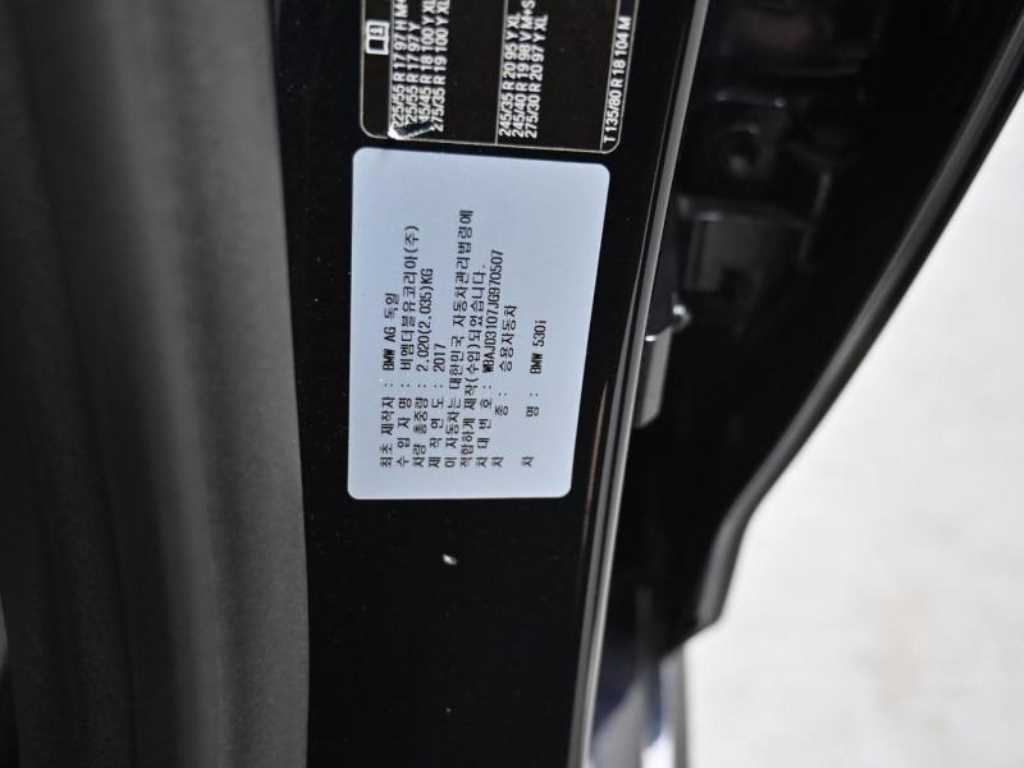 225/55 R 17 97 H M+
225/55 R 17 97 Y
245/45 R 18 100 Y XL
275/35 R 19 100 Y XL
245/35 R 20 95 Y XL
245/40 R 19 98 V M+S
275/30 R 20 97 Y XL
T 135/80 R 18 104 M
최초 제작자 : BMW AG 독일
수 입 자 명 : 비엠더블유코리아(주)
차량 총중량 : 2.020(2.035)KG
제 작 연 도 : 2017
이 자동차는 대한민국 자동차관리법령에
적합하게 제작(수입)되었습니다.
차 대 번 호 : WBAJD3107JG970507
차 종 : 승용자동차
차 명 : BMW 530i